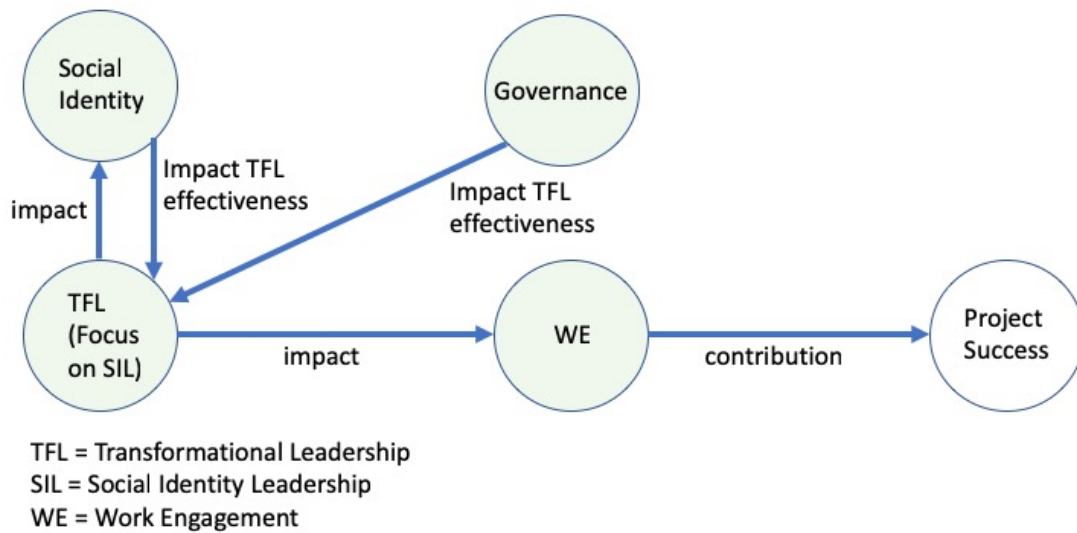 Social
Identity
Governance
impact
Impact TFL
effectiveness
Impact TFL
effectiveness
TFL
(Focus
on SIL)
impact
WE
contribution
Project
Success
TFL = Transformational Leadership
SIL = Social Identity Leadership
WE = Work Engagement